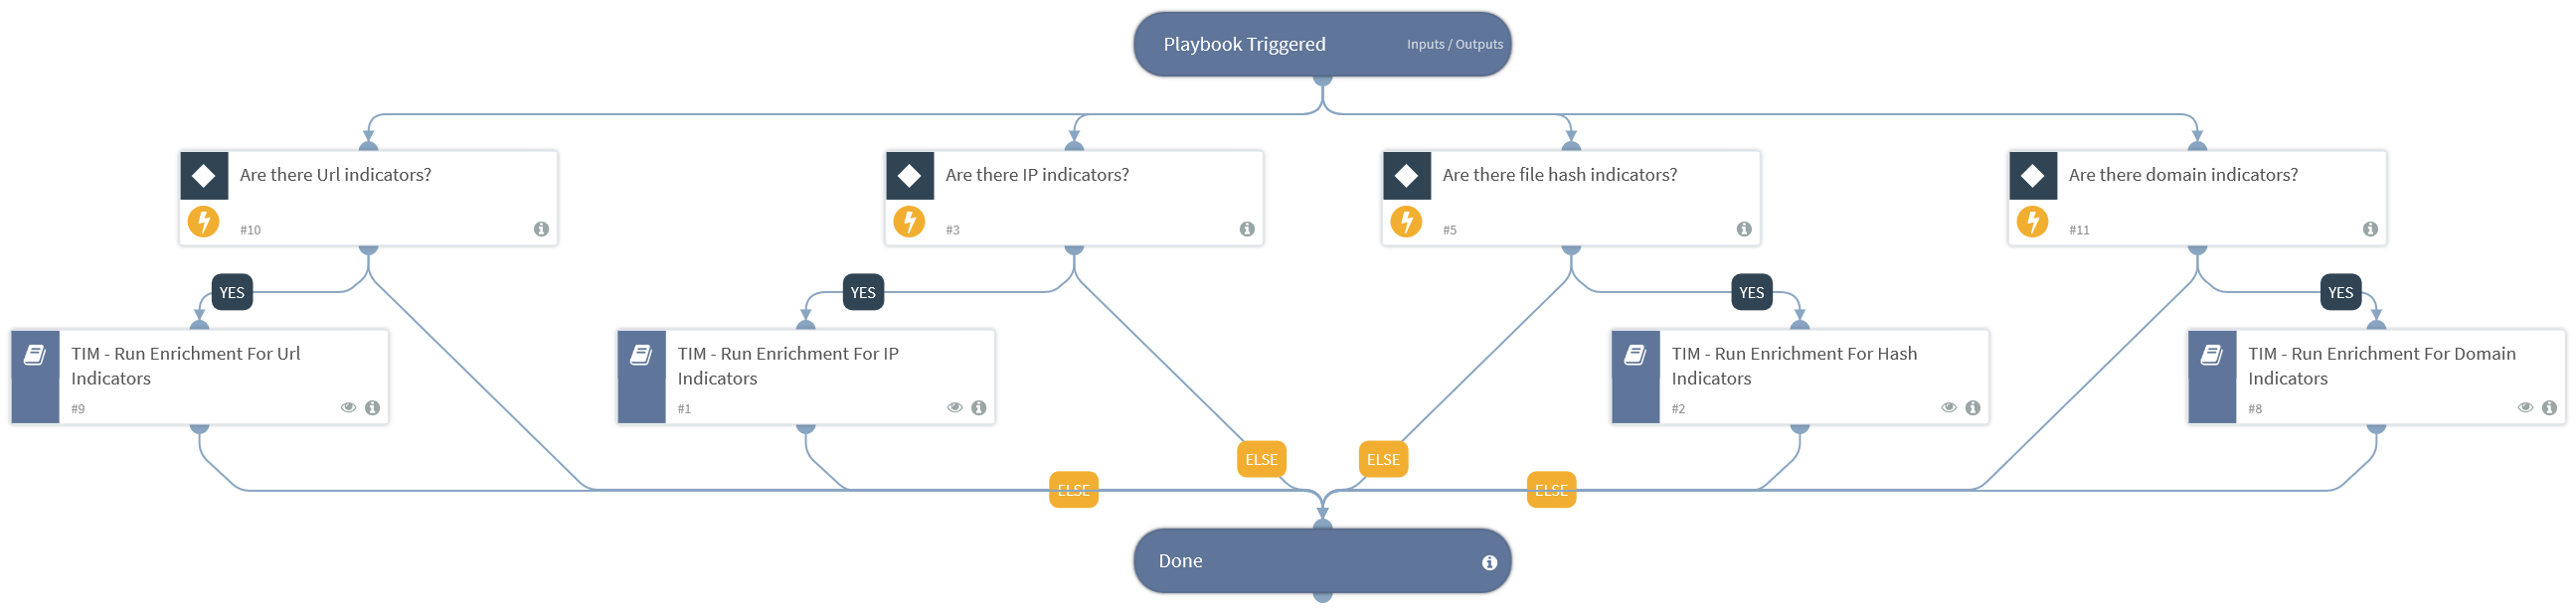 Playbook Triggered
Inputs / Outputs
Are there Url indicators?
#10
Are there IP indicators?
#3
Are there file hash indicators?
#5
Are there domain indicators?
#11
YES
YES
YES
YES
TIM - Run Enrichment For Url
Indicators
#9
TIM - Run Enrichment For IP
Indicators
#1
TIM - Run Enrichment For Hash
Indicators
#2
TIM - Run Enrichment For Domain
Indicators
#8
ELSE
ELSE
ELSE
ELSE
Done